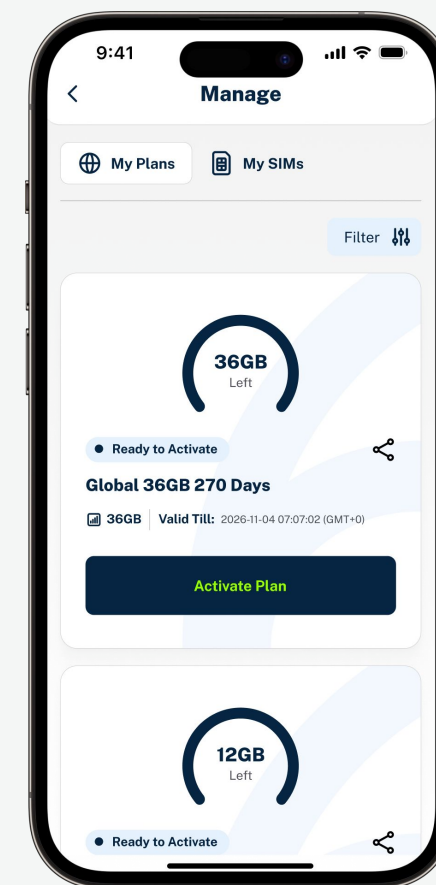 9:41
Manage
My Plans
My SIMs
Filter
36GB
Left
Ready to Activate
Global 36GB 270 Days
36GB Valid Till: 2026-11-04 07:07:02 (GMT+0)
Activate Plan
12GB
Left
Ready to Activate